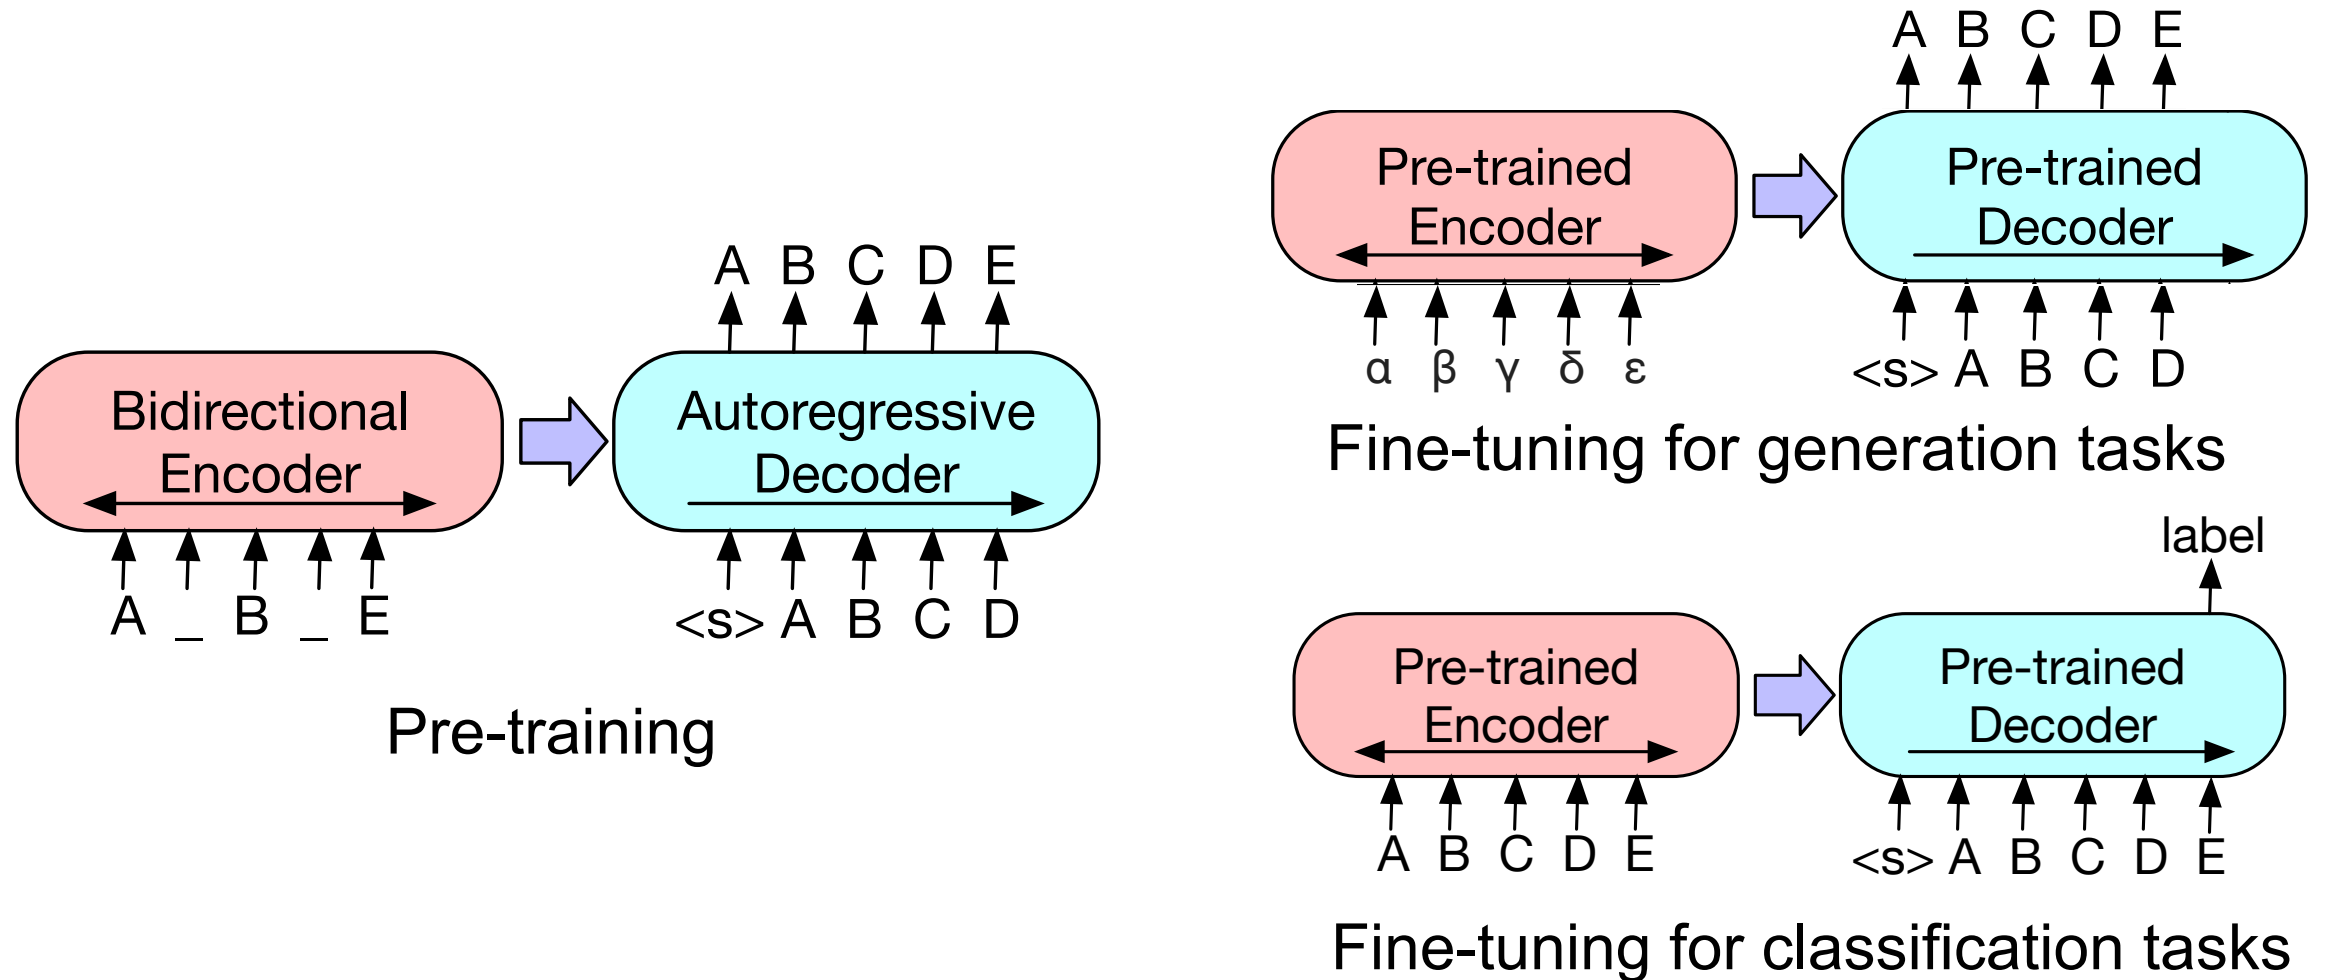 A B C D E
Bidirectional
Encoder
Autoregressive
Decoder
A _ B _ E
<s> A B C D
Pre-training
A B C D E
Pre-trained
Encoder
Pre-trained
Decoder
α β γ δ ε
<s> A B C D
Fine-tuning for generation tasks
label
Pre-trained
Encoder
Pre-trained
Decoder
A B C D E
<s> A B C D E
Fine-tuning for classification tasks